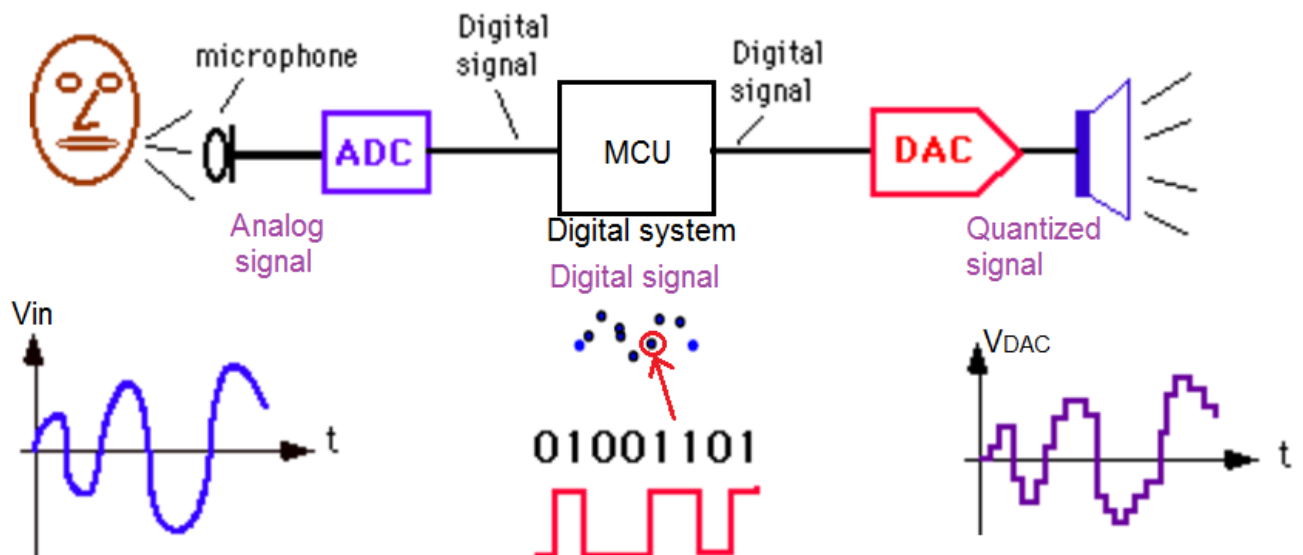 microphone
Digital
signal
Digital
signal
ADC
MCU
DAC
Analog
signal
Digital system
Digital signal
Quantized
signal
Vin
t
01001101
VDAC
t